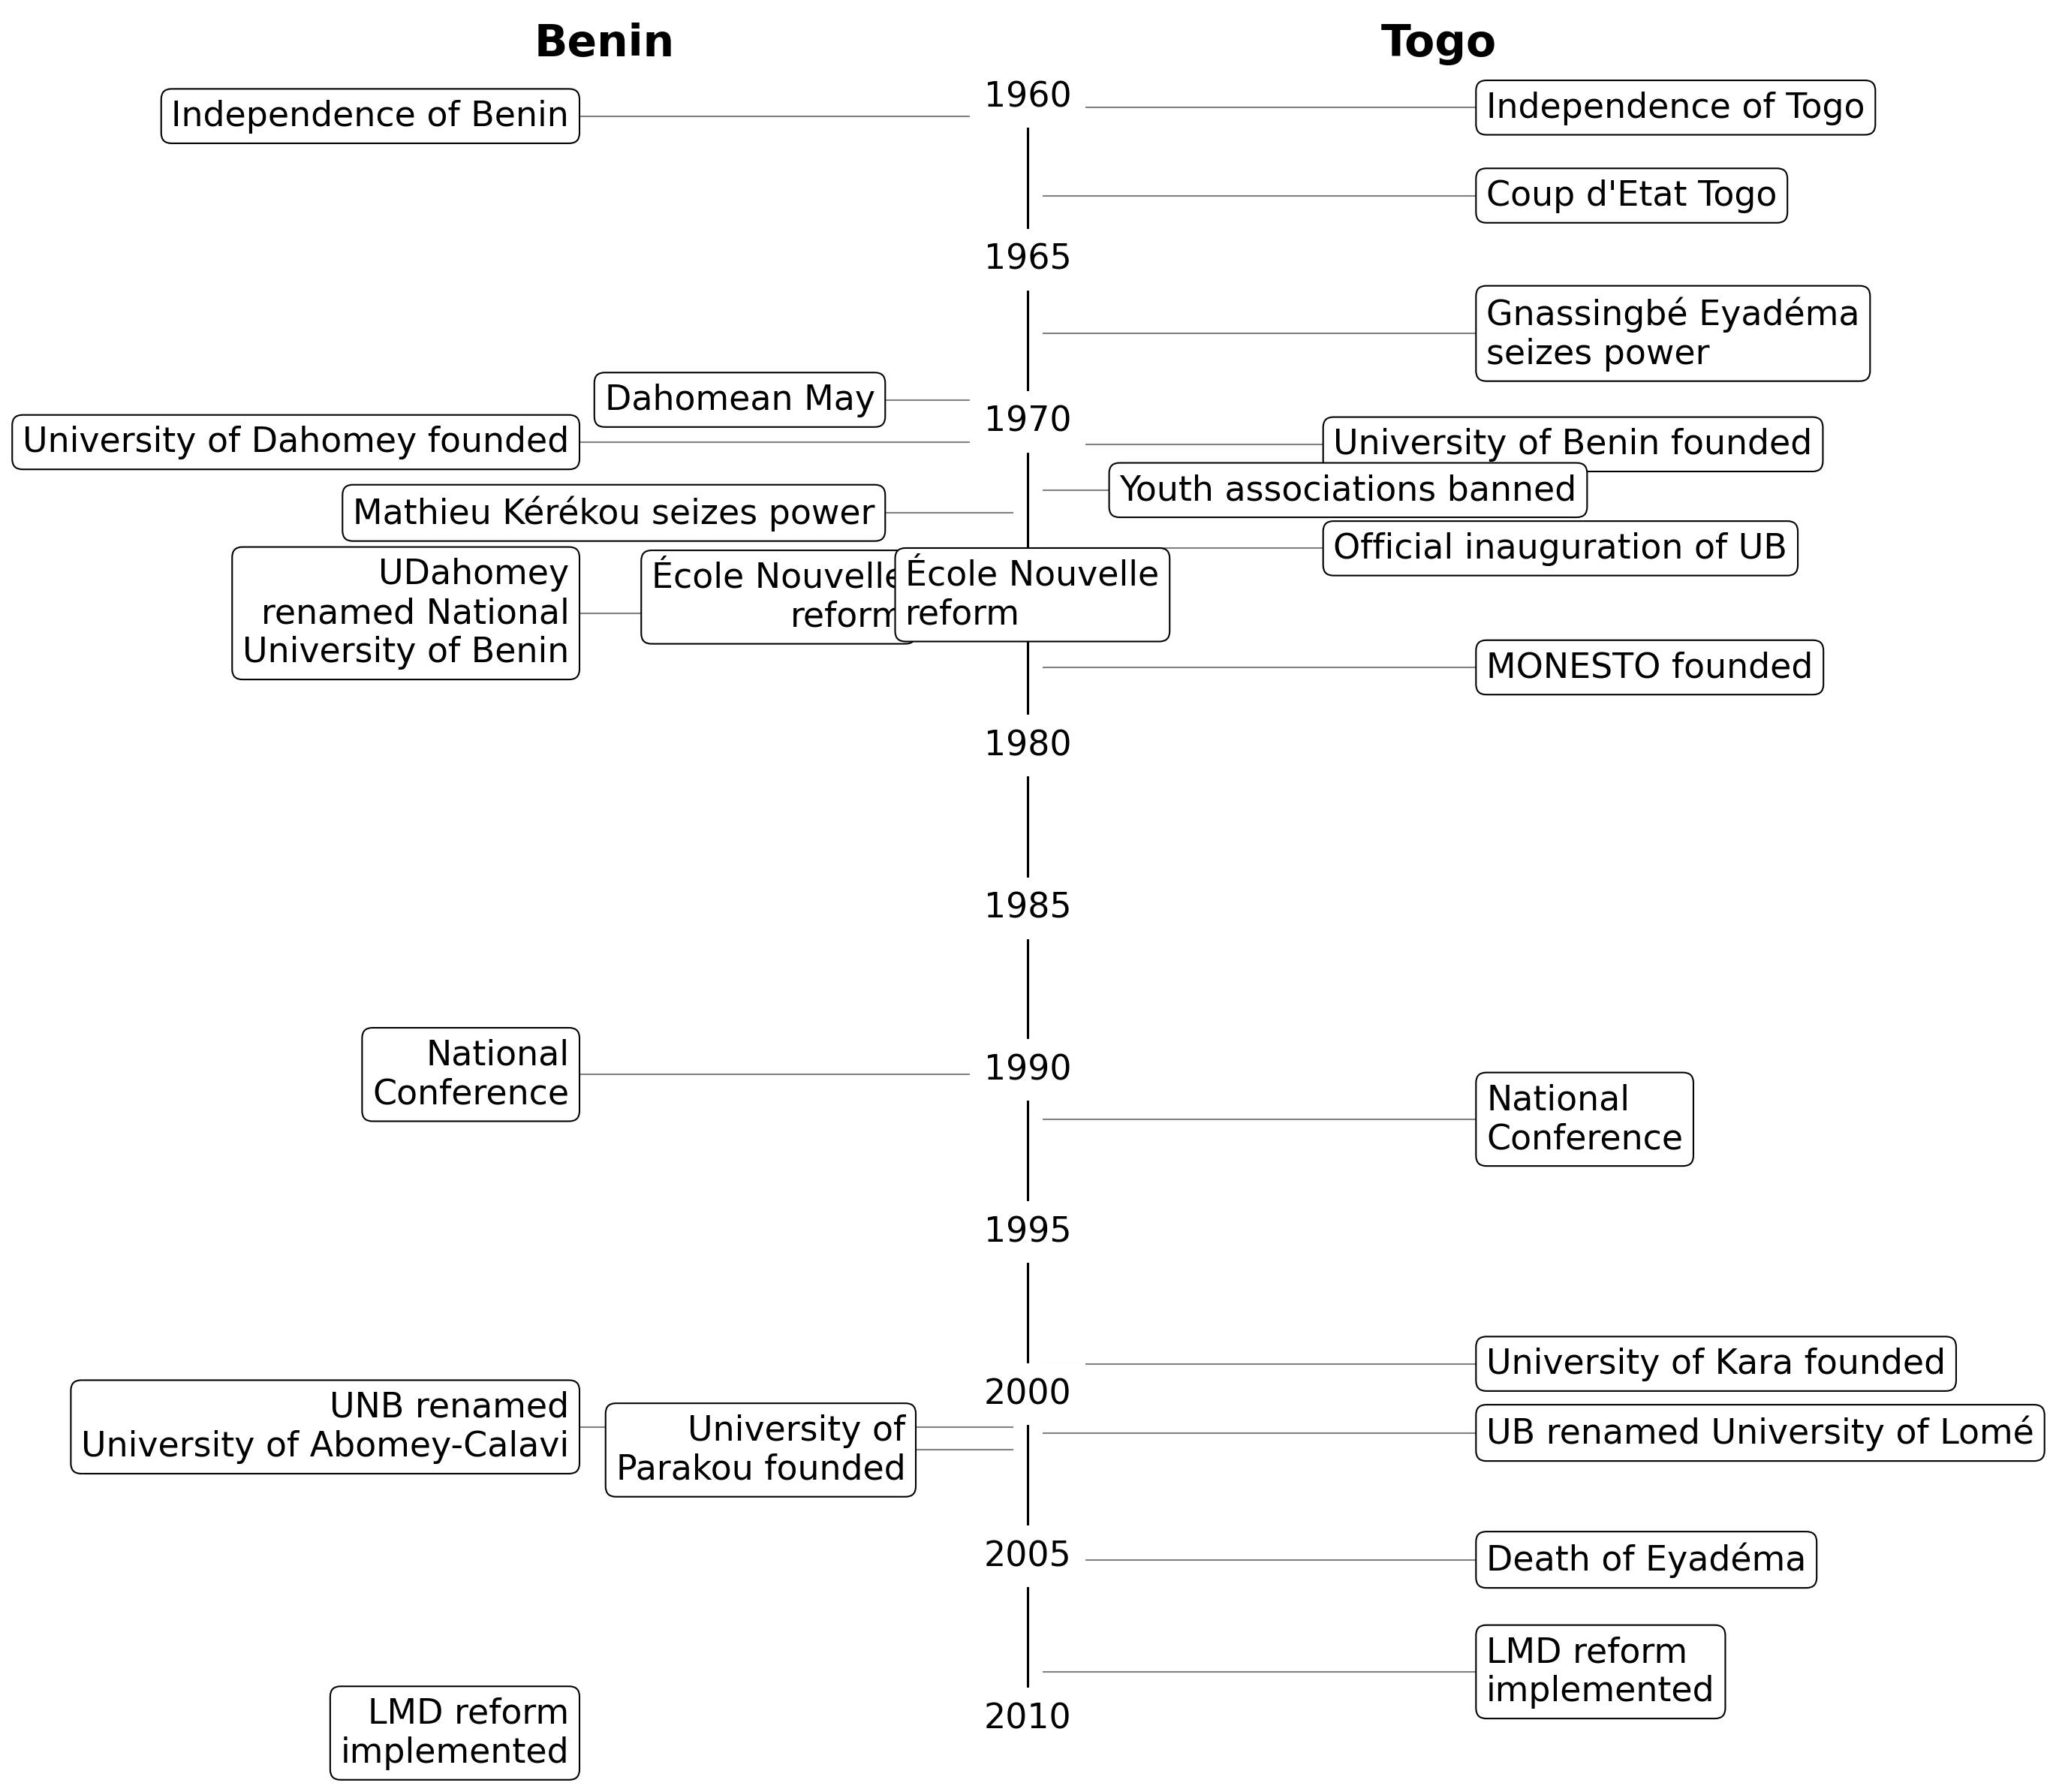 Benin
Togo
1960
Independence of Benin
Independence of Togo
Coup d'Etat Togo
1965
Gnassingbé Eyadéma
seizes power
Dahomean May
1970
University of Dahomey founded
University of Benin founded
Youth associations banned
Mathieu Kérékou seizes power
Official inauguration of UB
UDahomey
renamed National
University of Benin
École Nouvelle
reform
École Nouvelle
reform
MONESTO founded
1980
1985
National
Conference
1990
National
Conference
1995
University of Kara founded
2000
UNB renamed
University of Abomey-Calavi
University of
Parakou founded
UB renamed University of Lomé
2005
Death of Eyadéma
LMD reform
implemented
LMD reform
implemented
2010